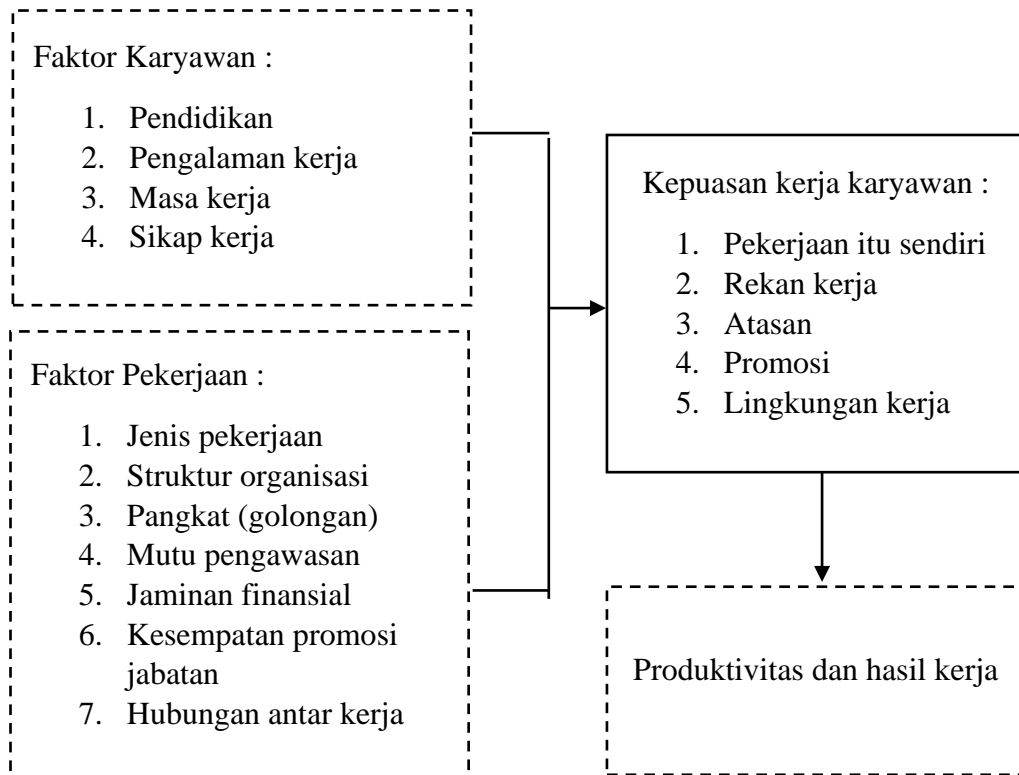 Faktor Karyawan :
1. Pendidikan
2. Pengalaman kerja
3. Masa kerja
4. Sikap kerja
Faktor Pekerjaan :
1. Jenis pekerjaan
2. Struktur organisasi
3. Pangkat (golongan)
4. Mutu pengawasan
5. Jaminan finansial
6. Kesempatan promosi
jabatan
7. Hubungan antar kerja
Kepuasan kerja karyawan :
1. Pekerjaan itu sendiri
2. Rekan kerja
3. Atasan
4. Promosi
5. Lingkungan kerja
Produktivitas dan hasil kerja